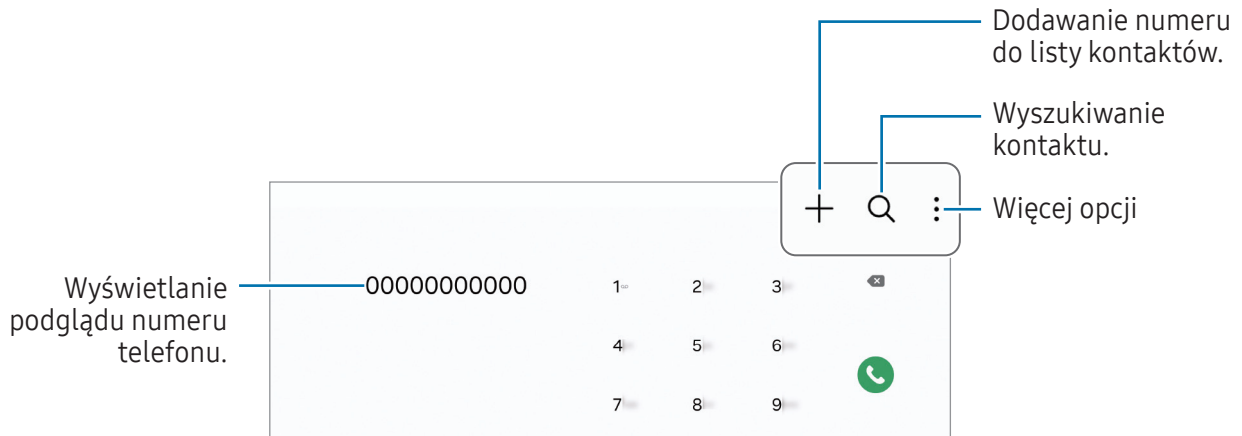 Dodawanie numeru
do listy kontaktów.
Wyszukiwanie
kontaktu.
Więcej opcji
Wyświetlanie
podglądu numeru
telefonu.
00000000000
1 2 3
4 5 6
7 8 9